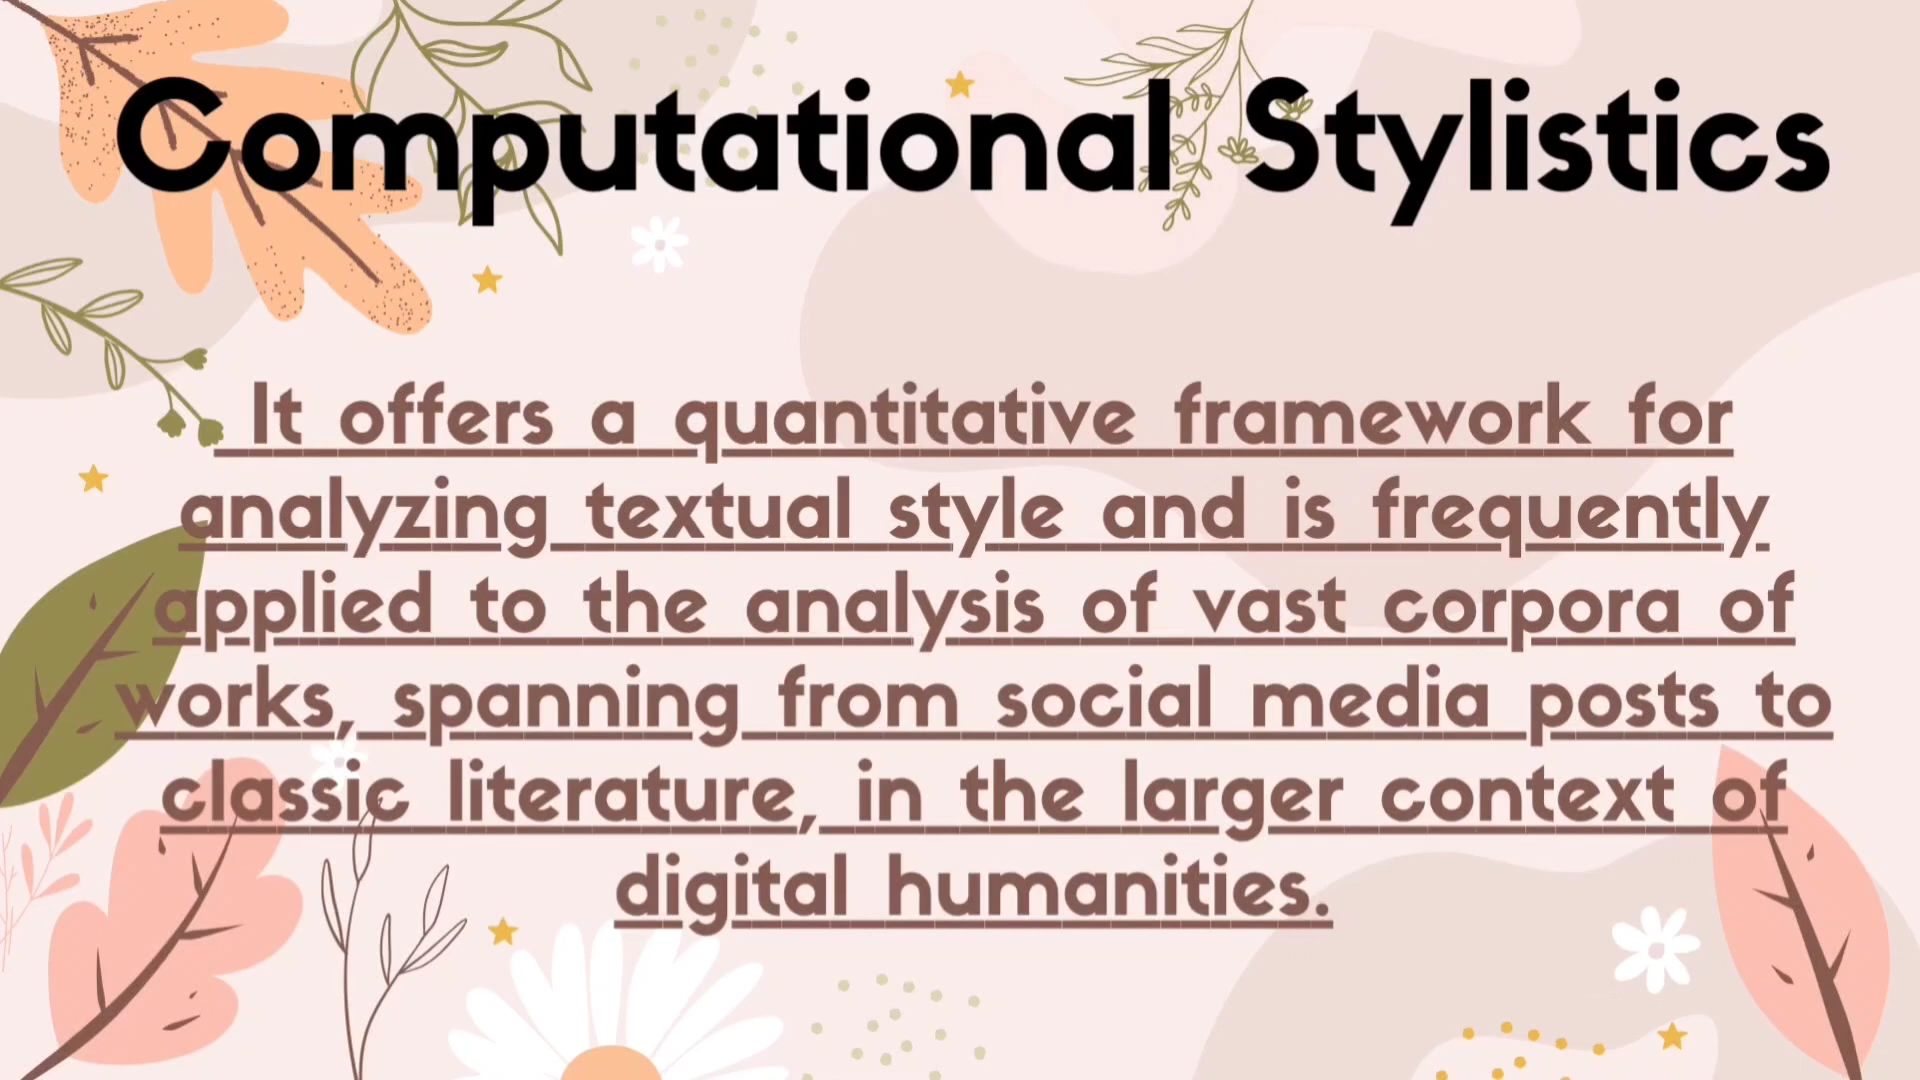 Computational Stylistics
It offers a quantitative framework for
analyzing textual style and is frequently
applied to the analysis of vast corpora of
works, spanning from social media posts to
classic literature, in the larger context of
digital humanities.